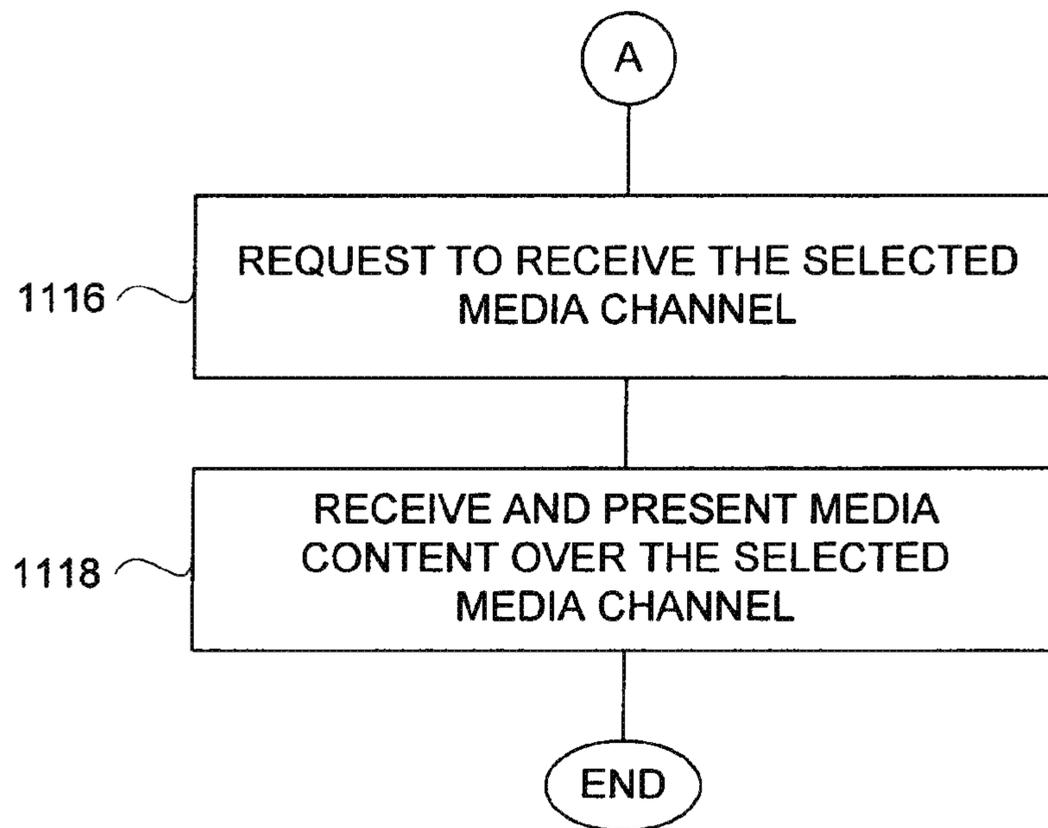 A
REQUEST TO RECEIVE THE SELECTED
MEDIA CHANNEL
1116
RECEIVE AND PRESENT MEDIA
CONTENT OVER THE SELECTED
MEDIA CHANNEL
1118
END